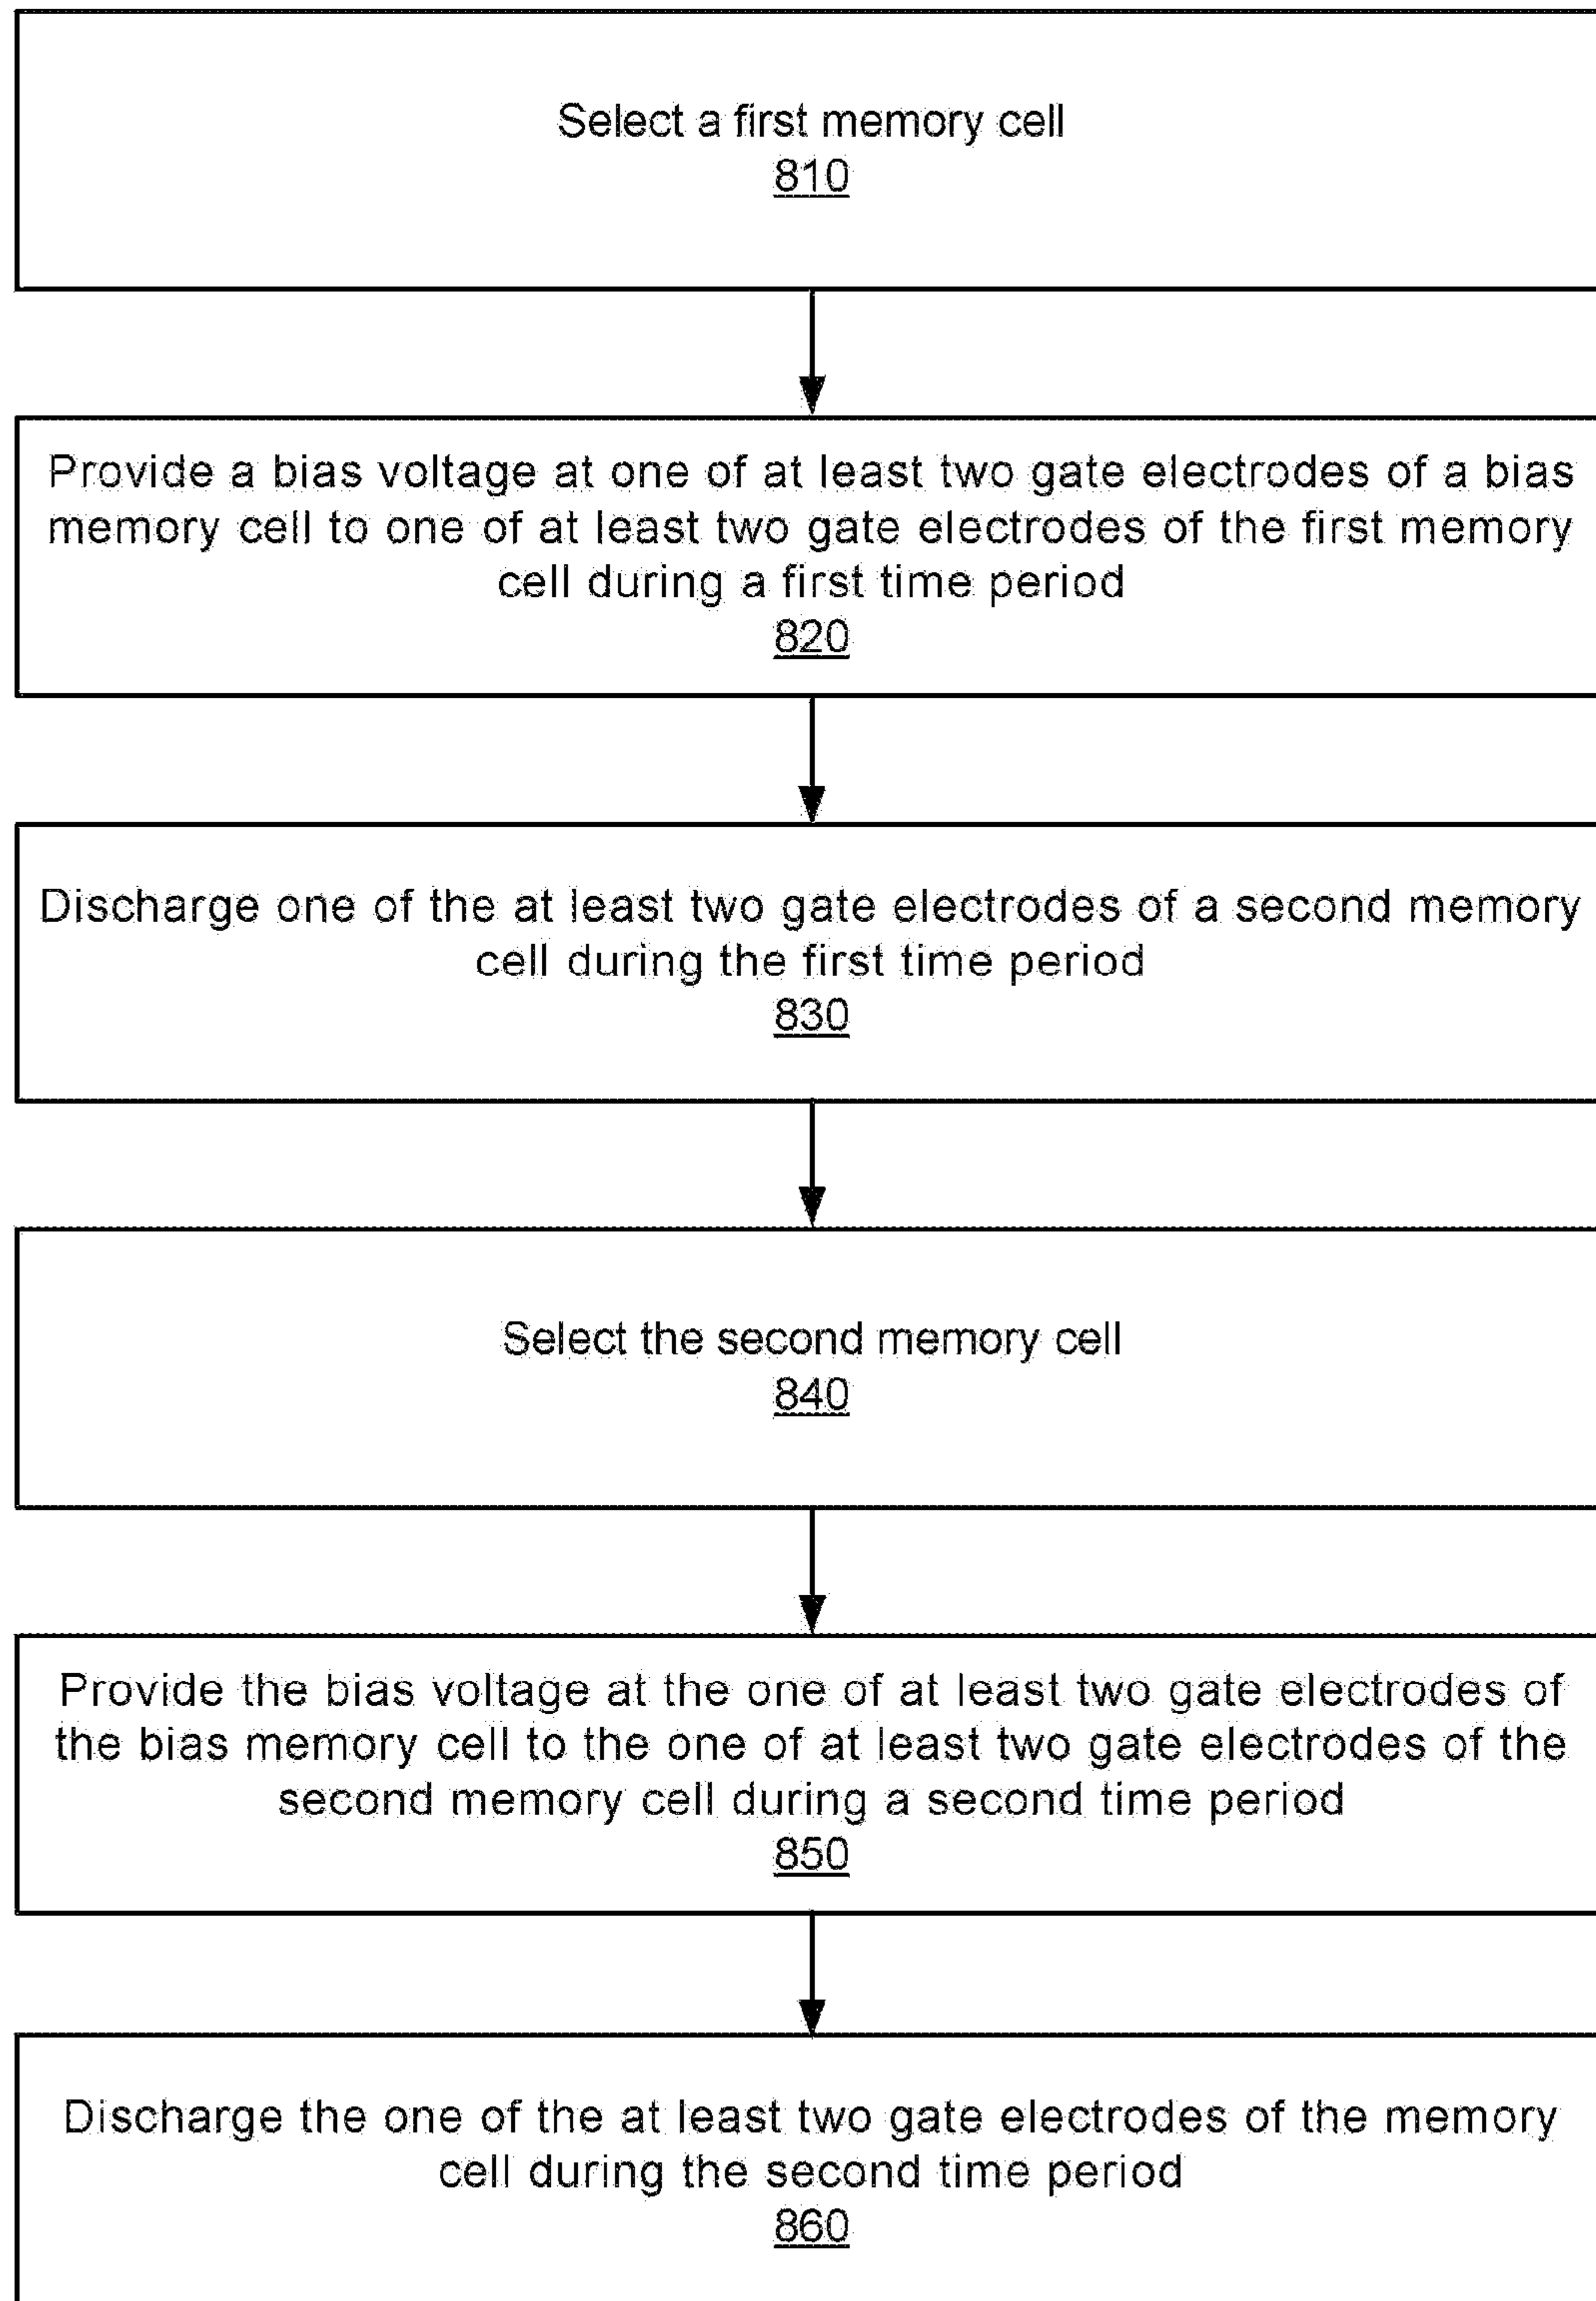 Select a first memory cell
810
Provide a bias voltage at one of at least two gate electrodes of a bias
memory cell to one of at least two gate electrodes of the first memory
cell during a first time period
820
Discharge one of the at least two gate electrodes of a second memory
cell during the first time period
830
Select the second memory cell
840
Provide the bias voltage at the one of at least two gate electrodes of
the bias memory cell to the one of at least two gate electrodes of the
second memory cell during a second time period
850
Discharge the one of the at least two gate electrodes of the memory
cell during the second time period
860